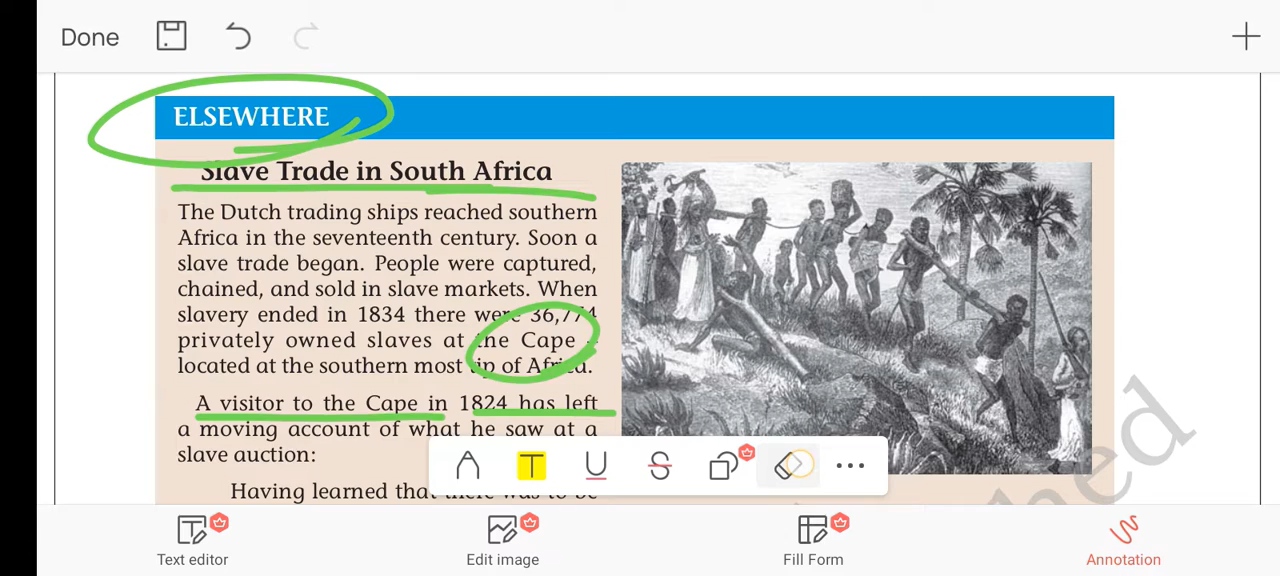 Done
ELSEWHERE
Slave Trade in South Africa
The Dutch trading ships reached southern
Africa in the seventeenth century. Soon a
slave trade began. People were captured,
chained, and sold in slave markets. When
slavery ended in 1834 there were 36,774
privately owned slaves at the Cape –
located at the southern most tip of Africa.
A visitor to the Cape in 1824 has left
a moving account of what he saw at a
slave auction:
Having learned that there was to be
Text editor
Edit image
Fill Form
Annotation